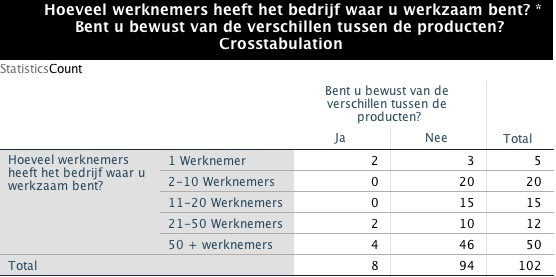 Hoeveel werknemers heeft het bedrijf waar u werkzaam bent? *
Bent u bewust van de verschillen tussen de producten?
Crosstabulation
StatisticsCount
Bent u bewust van de
verschillen tussen de
producten?
Ja Nee Total
Hoeveel werknemers
heeft het bedrijf waar u
werkzaam bent?
1 Werknemer 2 3 5
2-10 Werknemers 0 20 20
11-20 Werknemers 0 15 15
21-50 Werknemers 2 10 12
50 + werknemers 4 46 50
Total 8 94 102